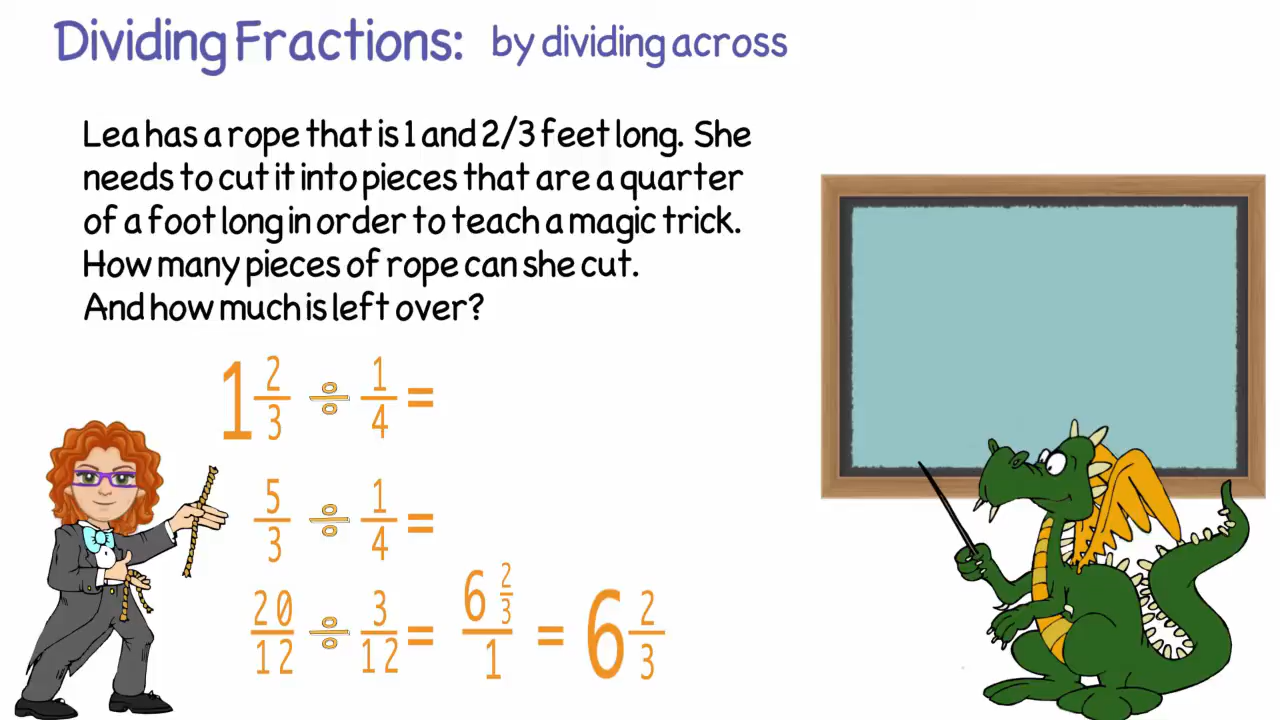 Dividing Fractions: by dividing across
Lea has a rope that is 1 and 2/3 feet long. She
needs to cut it into pieces that are a quarter
of a foot long in order to teach a magic trick.
How many pieces of rope can she cut.
And how much is left over?
1 2/3 ÷ 1/4 =
5/3 ÷ 1/4 =
20/12 ÷ 3/12 = 6 2/3 / 1 = 6 2/3